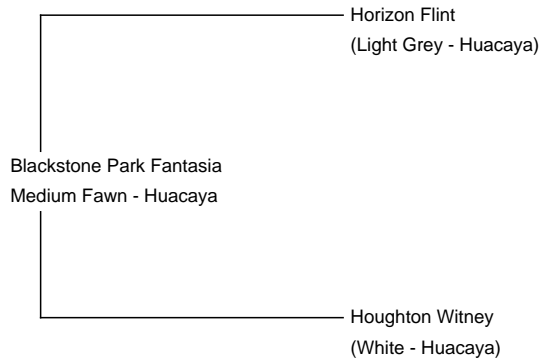 Horizon Flint
(Light Grey - Huacaya)
Blackstone Park Fantasia
Medium Fawn - Huacaya
Houghton Witney
(White - Huacaya)